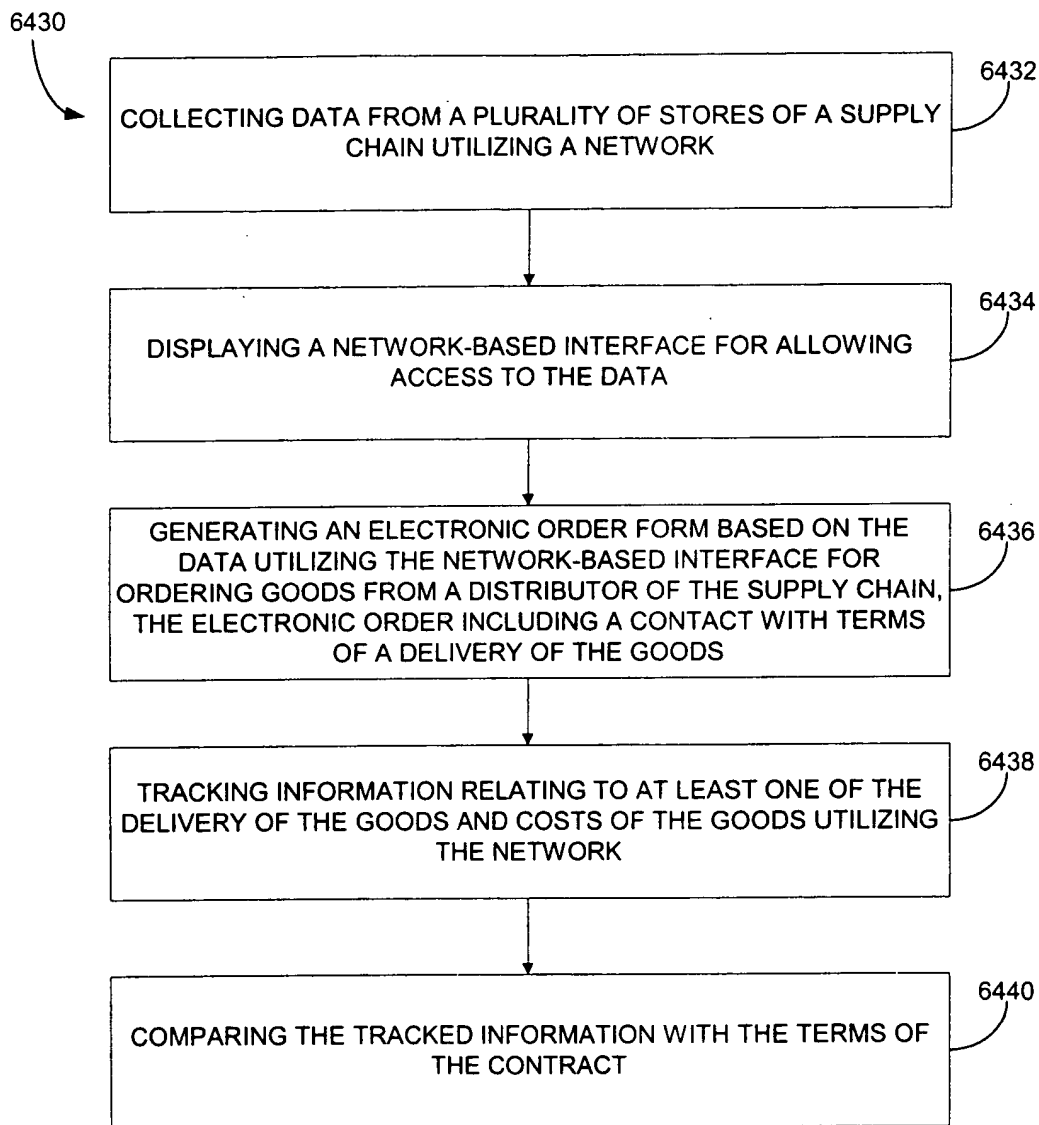 6430
6432
COLLECTING DATA FROM A PLURALITY OF STORES OF A SUPPLY
CHAIN UTILIZING A NETWORK
6434
DISPLAYING A NETWORK-BASED INTERFACE FOR ALLOWING
ACCESS TO THE DATA
6436
GENERATING AN ELECTRONIC ORDER FORM BASED ON THE
DATA UTILIZING THE NETWORK-BASED INTERFACE FOR
ORDERING GOODS FROM A DISTRIBUTOR OF THE SUPPLY CHAIN,
THE ELECTRONIC ORDER INCLUDING A CONTACT WITH TERMS
OF A DELIVERY OF THE GOODS
6438
TRACKING INFORMATION RELATING TO AT LEAST ONE OF THE
DELIVERY OF THE GOODS AND COSTS OF THE GOODS UTILIZING
THE NETWORK
6440
COMPARING THE TRACKED INFORMATION WITH THE TERMS OF
THE CONTRACT